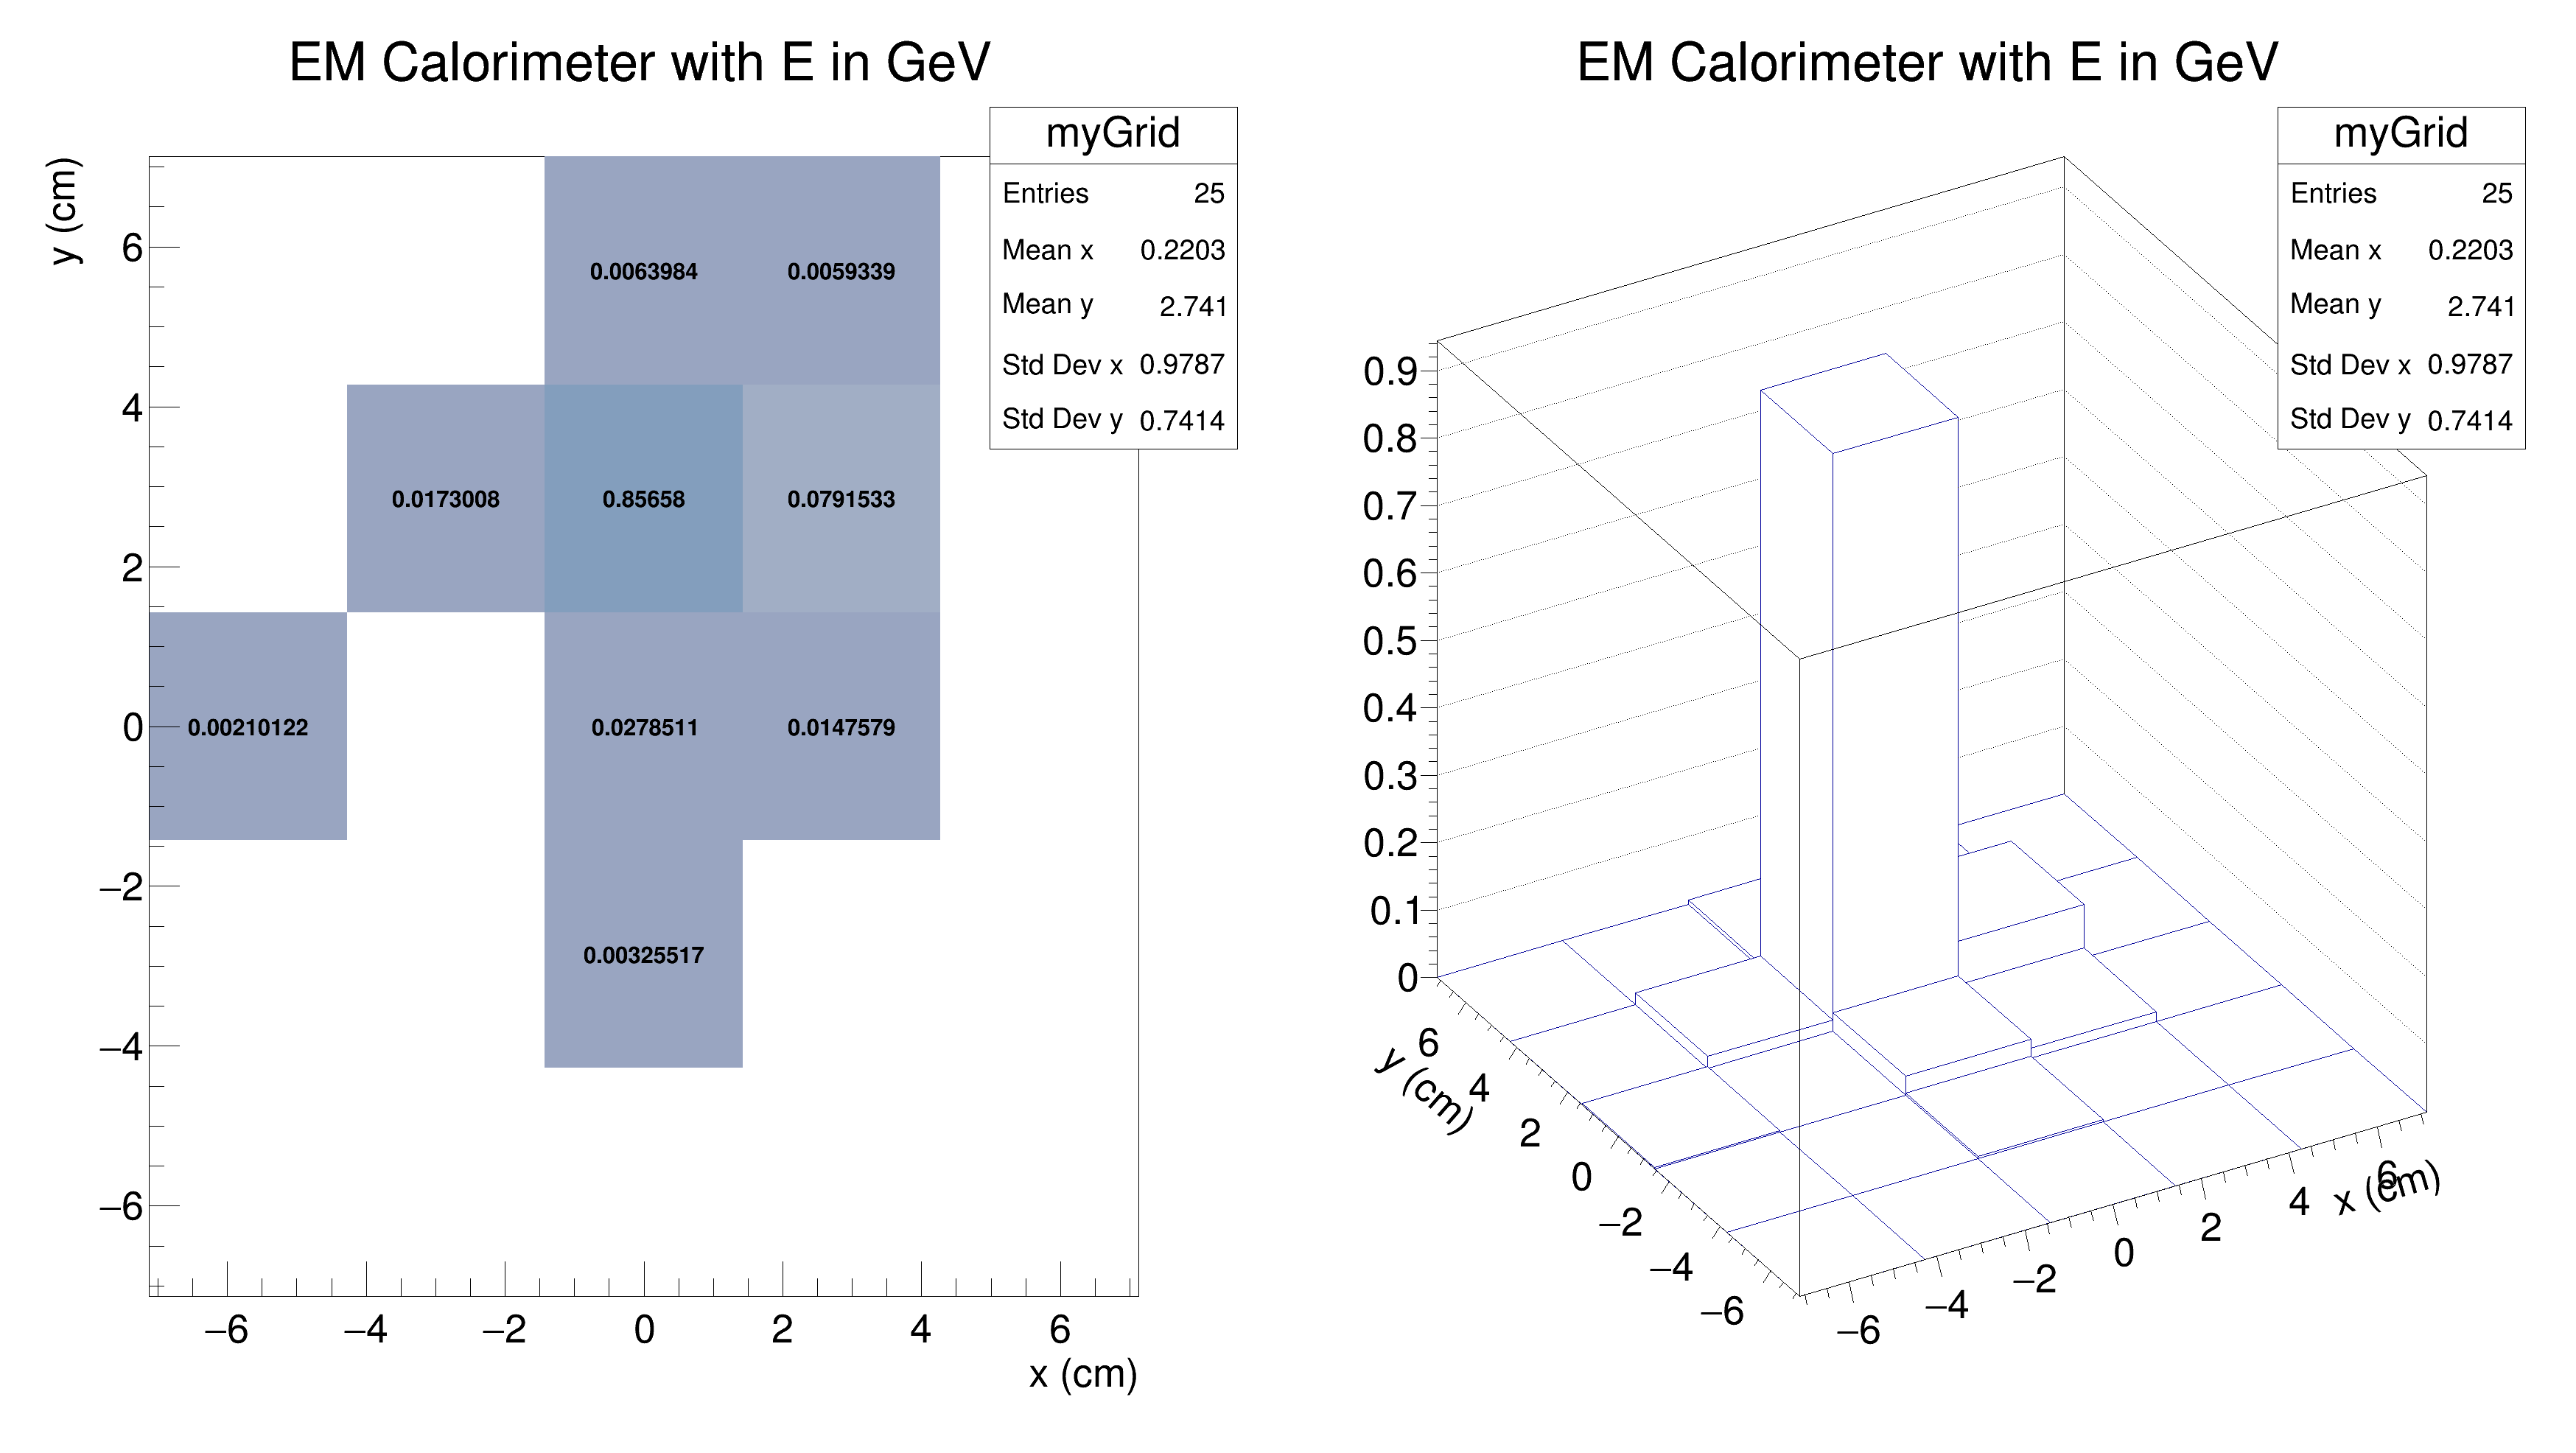 EM Calorimeter with E in GeV
myGrid
Entries 25
Mean x 0.2203
Mean y 2.741
Std Dev x 0.9787
Std Dev y 0.7414
y (cm)
6
4
2
0
−2
−4
−6
0.0063984 0.0059339
0.0173008 0.85658 0.0791533
0.00210122 0.0278511 0.0147579
0.00325517
−6 −4 −2 0 2 4 6
x (cm)
EM Calorimeter with E in GeV
myGrid
Entries 25
Mean x 0.2203
Mean y 2.741
Std Dev x 0.9787
Std Dev y 0.7414
0.9
0.8
0.7
0.6
0.5
0.4
0.3
0.2
0.1
0
6
4
2
0
−2
−4
−6
y (cm)
−6 −4 −2 0 2 4 6
x (cm)